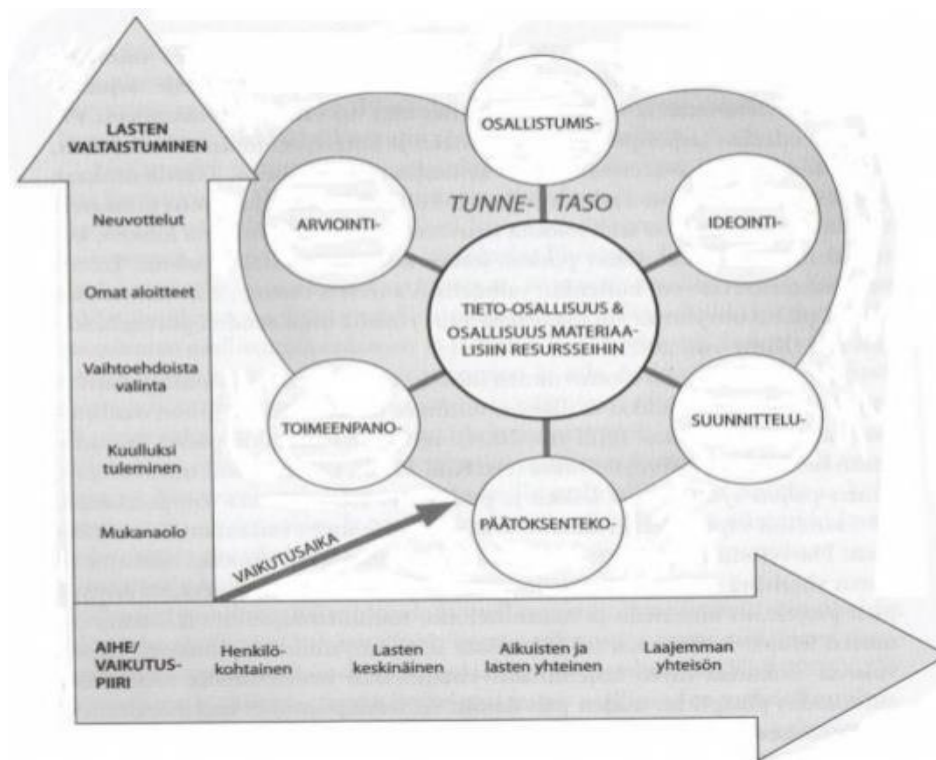 LASTEN
VALTAISTUMINEN
Neuvottelut
Omat aloitteet
Vaihtoehdoista
valinta
Kuulluksi
tuleminen
Mukanaolo
OSALLISTUMIS-
TUNNE- TASO
ARVIOINTI-
IDEOINTI-
TIETO-OSALLISUUS &
OSALLISUUS MATERIAA-
LISIIN RESURSSEIHIN
TOIMEENPANO-
SUUNNITTELU-
PÄÄTÖKSENTEKO-
VAIKUTUSAIKA
AIHE/
VAIKUTUS-
PIIRI
Henkilö-
kohtainen
Lasten
keskinäinen
Aikuisten ja
lasten yhteinen
Laajemman
yhteisön